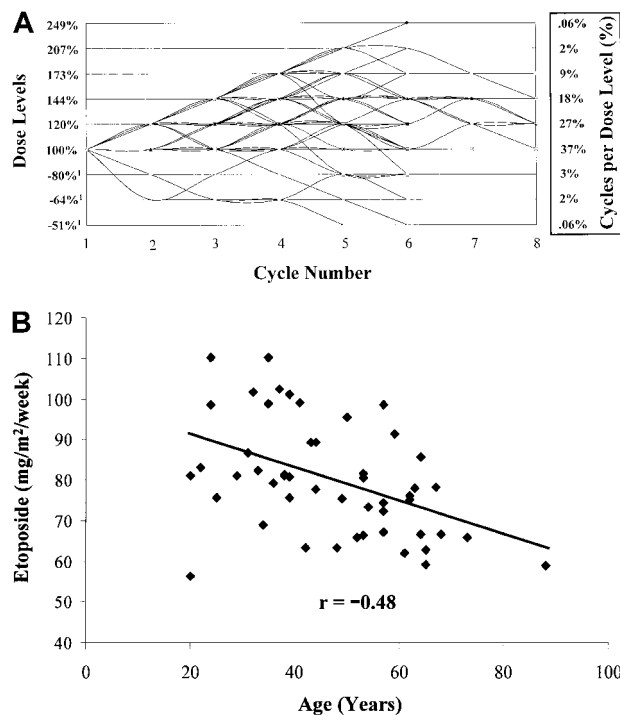 A
249%
207%
173%
144%
120%
100%
-80%¹
-64%¹
-51%¹
Dose Levels
1 2 3 4 5 6 7 8
Cycle Number
.06%
2%
9%
18%
27%
37%
3%
2%
.06%
Cycles per Dose Level (%)
B
120
110
100
90
80
70
60
50
40
Etoposide (mg/m²/week)
r = −0.48
0 20 40 60 80 100
Age (Years)